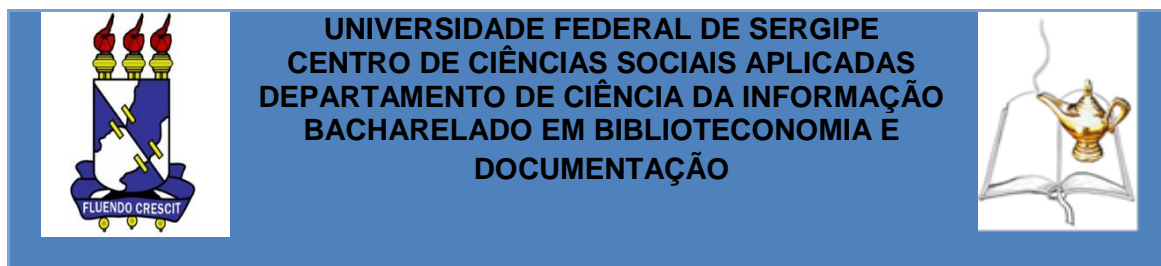 UNIVERSIDADE FEDERAL DE SERGIPE
CENTRO DE CIÊNCIAS SOCIAIS APLICADAS
DEPARTAMENTO DE CIÊNCIA DA INFORMAÇÃO
BACHARELADO EM BIBLIOTECONOMIA E
DOCUMENTAÇÃO
FLUENDO CRESCIT